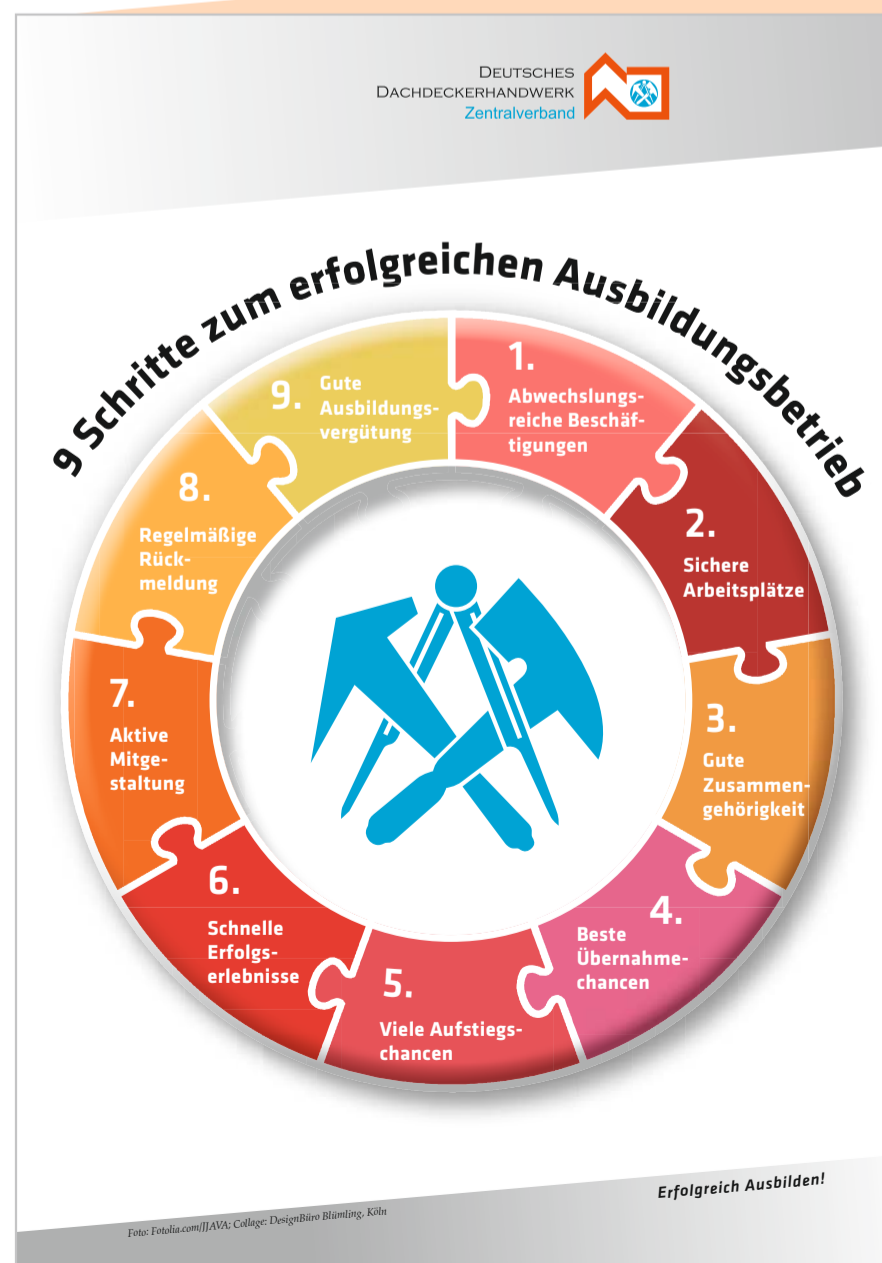 DEUTSCHES
DACHDECKERHANDWERK
Zentralverband
9 Schritte zum erfolgreichen Ausbildungsbetrieb
1.
Abwechslungs-
reiche Beschäf-
tigungen
2.
Sichere
Arbeitsplätze
3.
Gute
Zusammen-
gehörigkeit
4.
Beste
Übernahme-
chancen
5.
Viele Aufstiegs-
chancen
6.
Schnelle
Erfolgs-
erlebnisse
7.
Aktive
Mitge-
staltung
8.
Regelmäßige
Rück-
meldung
9.
Gute
Ausbildungs-
vergütung
Erfolgreich Ausbilden!
Foto: Fotolia.com/JJAVA; Collage: DesignBüro Blümling, Köln